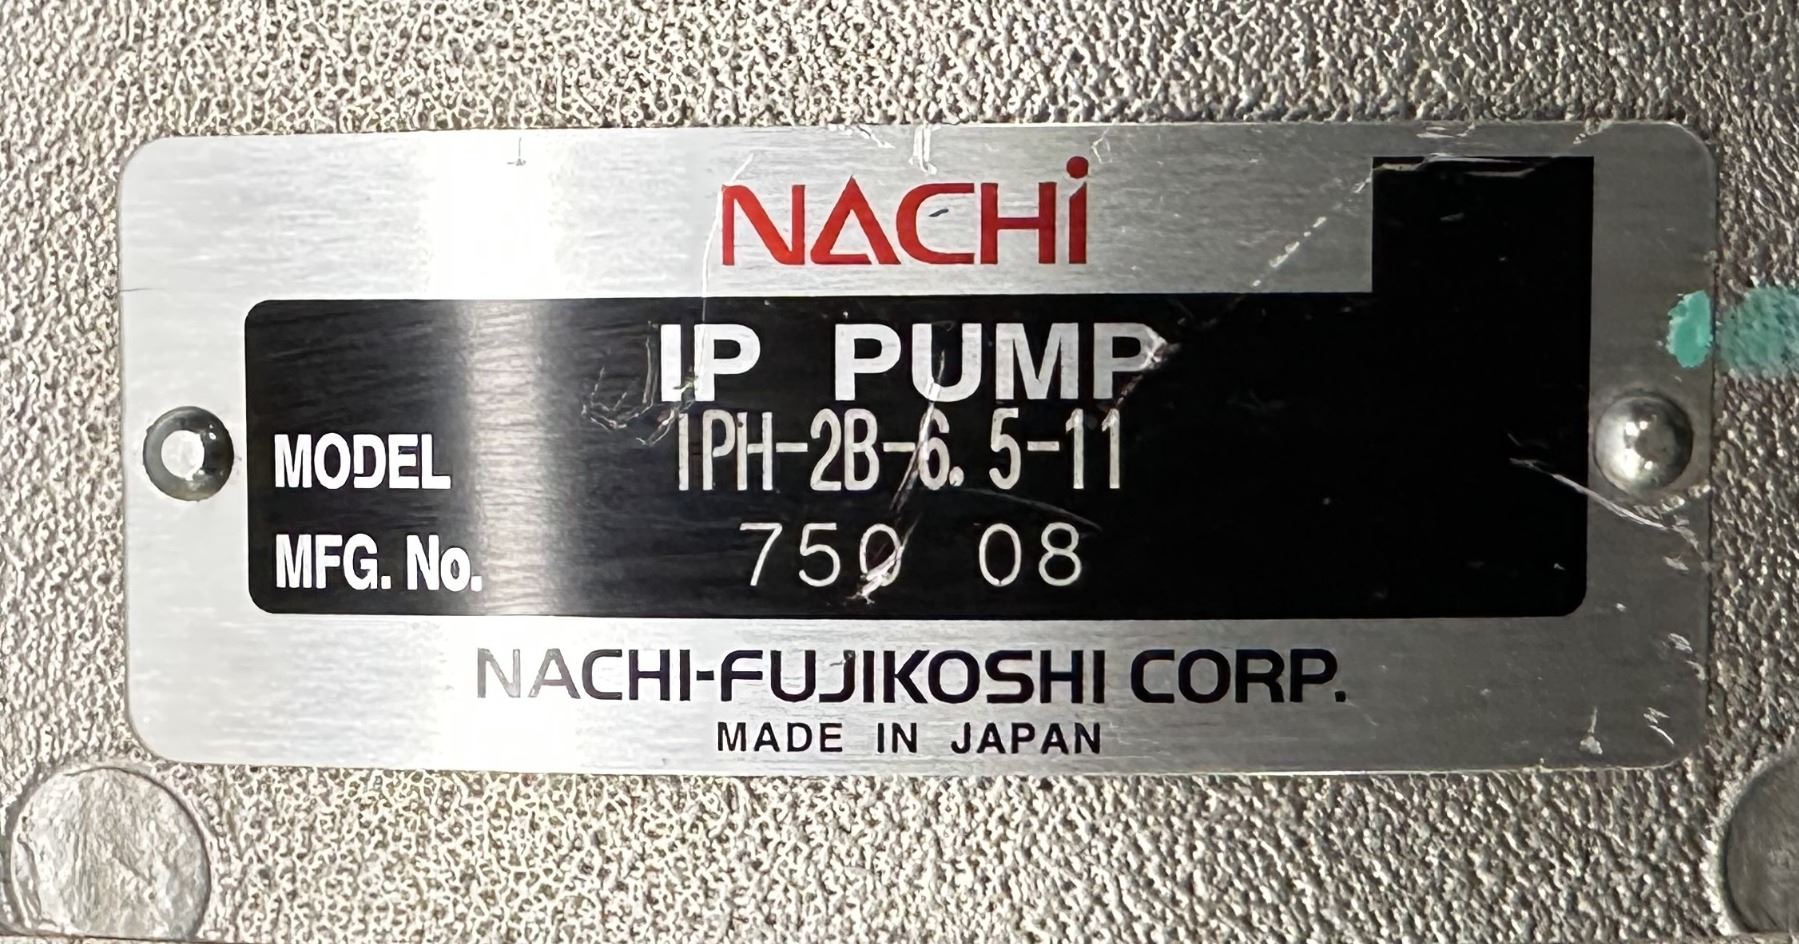 NACHi
IP PUMP
MODEL IPH-2B-6.5-11
MFG. No. 750 08
NACHI-FUJIKOSHI CORP.
MADE IN JAPAN